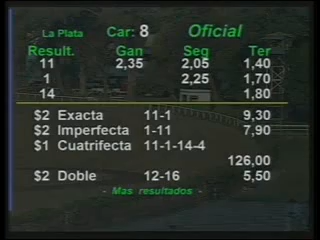 La Plata Car: 8 Oficial
Result. Gan Seg Ter
11 2,35 2,05 1,40
1 2,25 1,70
14 1,80
$2 Exacta 11-1 9,30
$2 Imperfecta 1-11 7,90
$1 Cuatrifecta 11-1-14-4
126,00
$2 Doble 12-16 5,50
- Mas resultados -